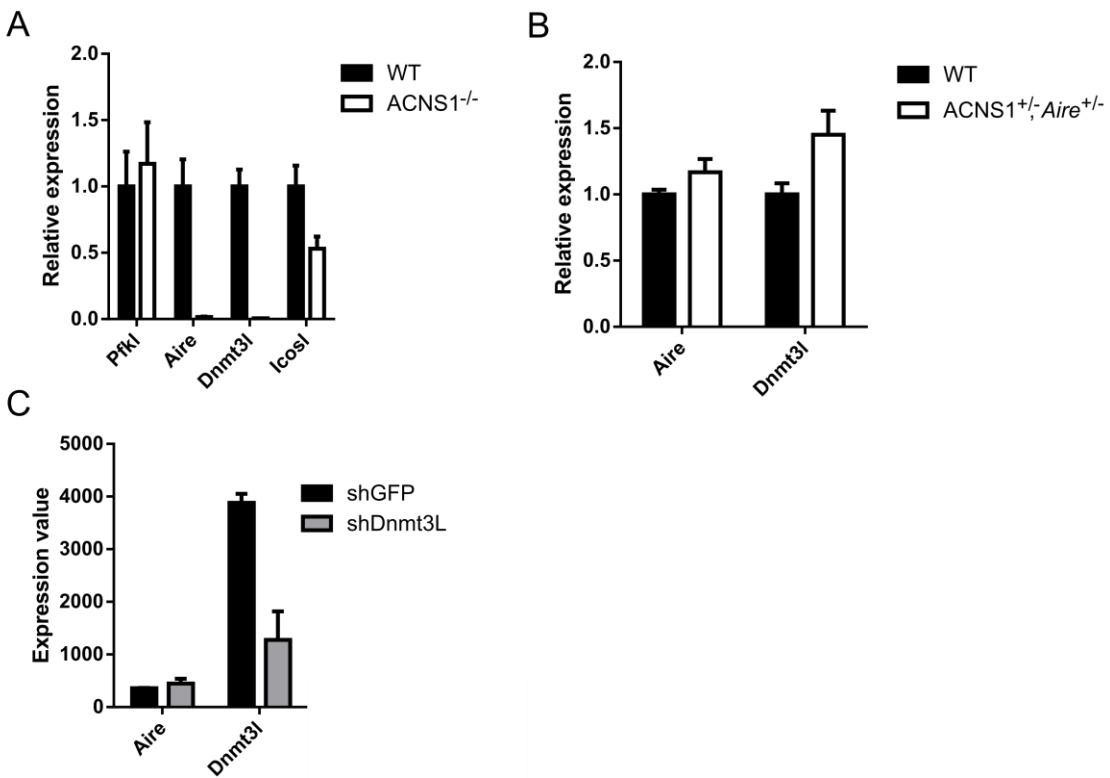 A
2.0
1.5
1.0
0.5
0.0
Relative expression
Pfkl
Aire
Dnmt3l
Icosl
WT
ACNS1-/-
B
2.0
1.5
1.0
0.5
0.0
Relative expression
Aire
Dnmt3l
WT
ACNS1+/-; Aire+/-
C
5000
4000
3000
2000
1000
0
Expression value
Aire
Dnmt3l
shGFP
shDnmt3L